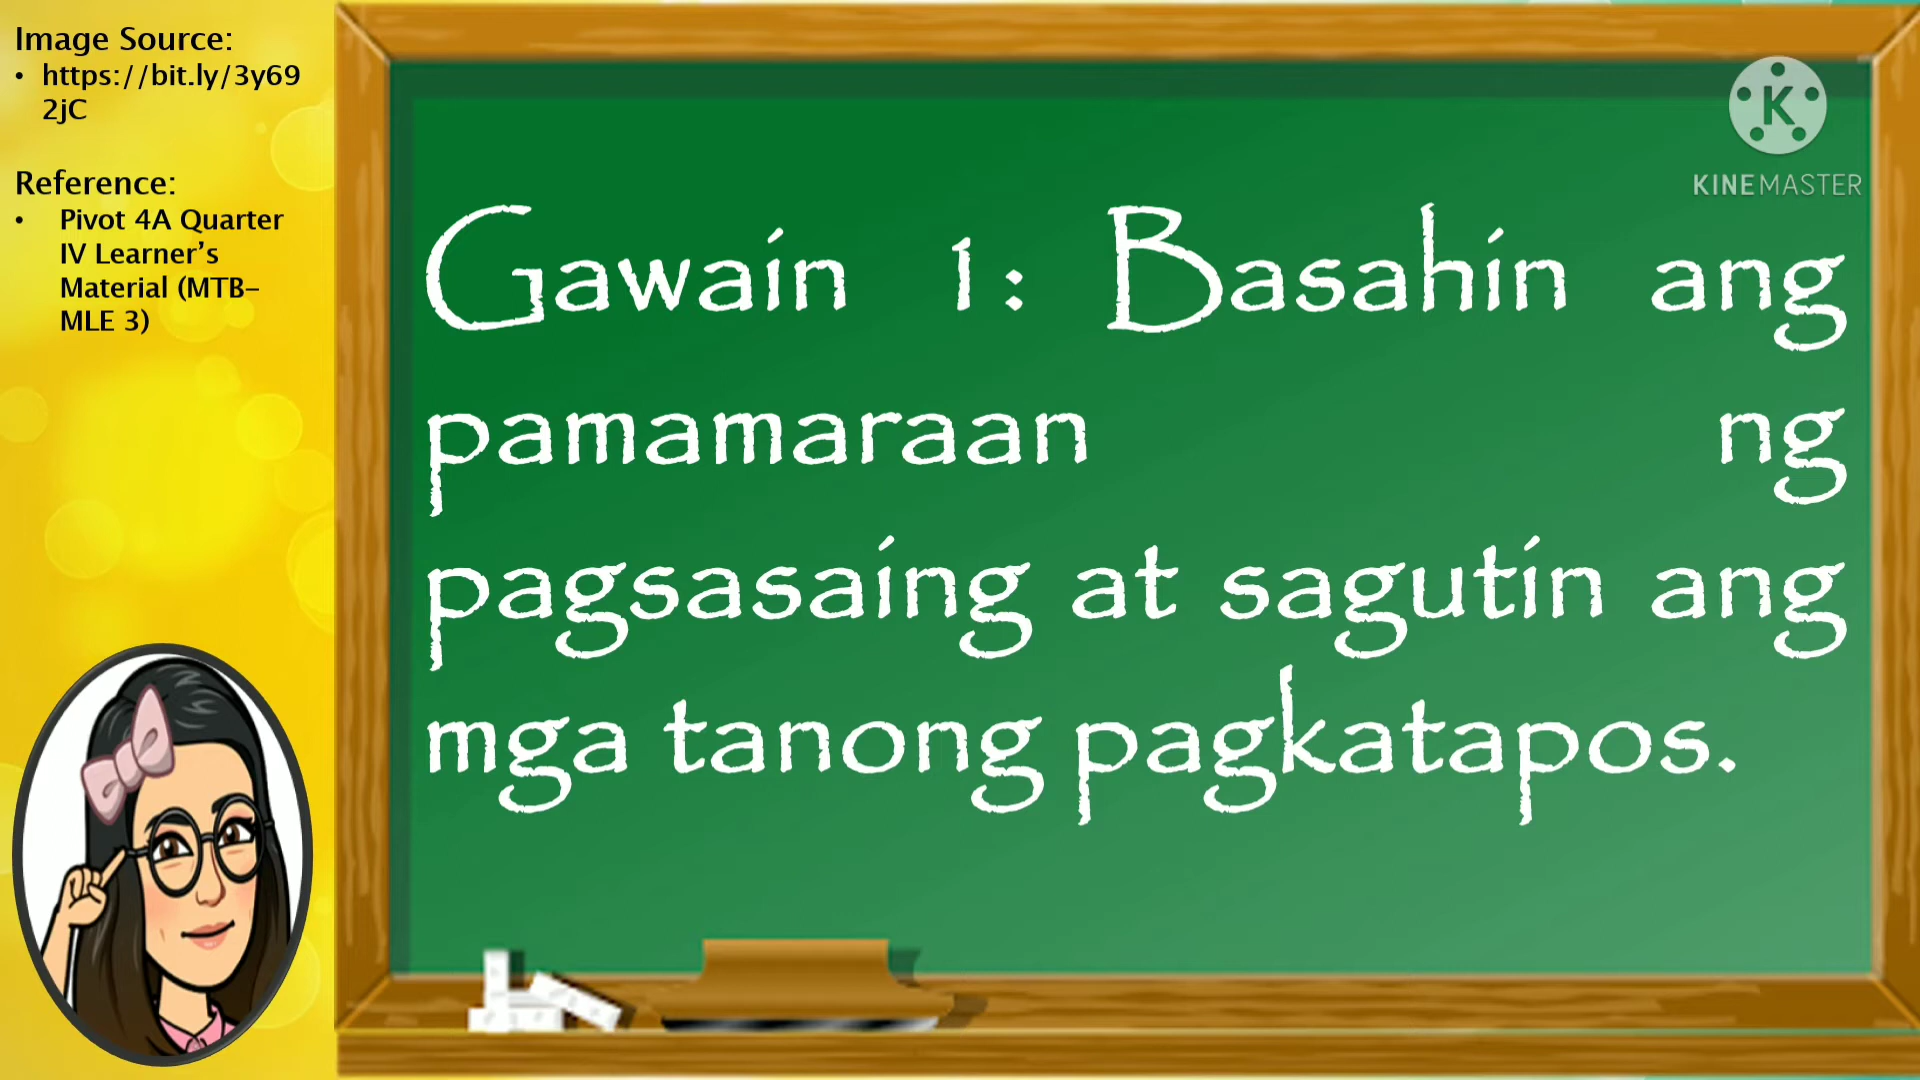 Image Source:
• https://bit.ly/3y69
2jC
Reference:
• Pivot 4A Quarter
IV Learner’s
Material (MTB-
MLE 3)
K
KINEMASTER
Gawain 1: Basahin ang
pamamaraan ng
pagsasaing at sagutin ang
mga tanong pagkatapos.